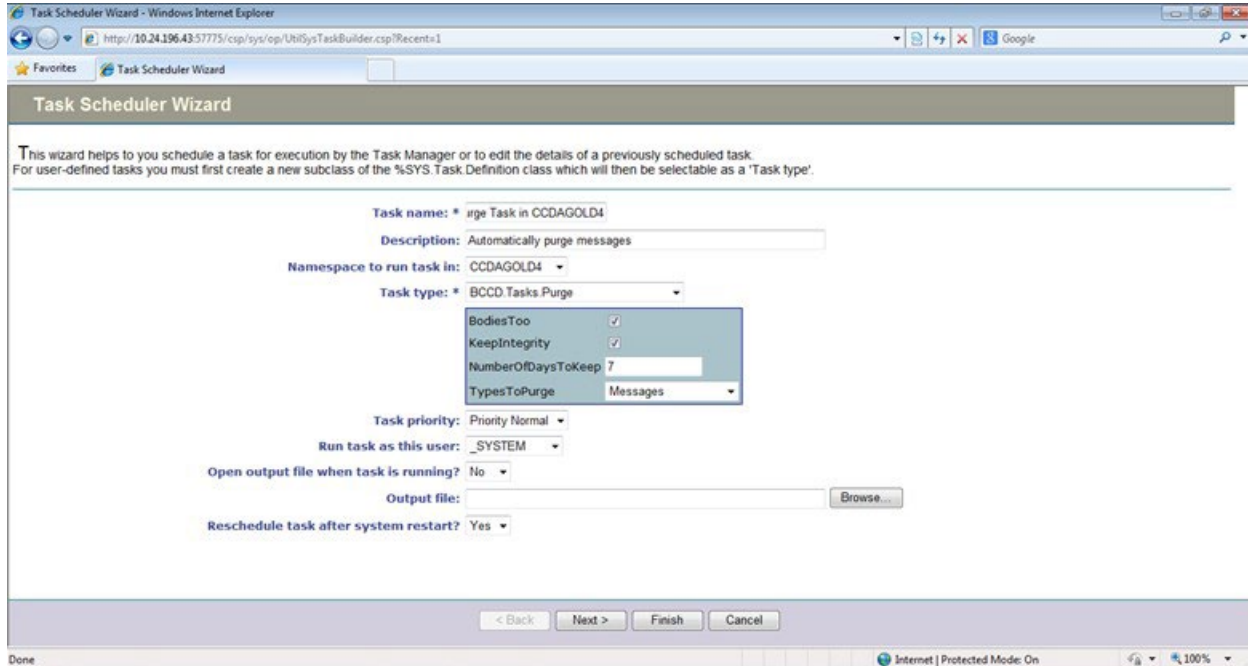 Task Scheduler Wizard - Windows Internet Explorer
http://10.24.196.43:57775/csp/sys/op/UtilSysTaskBuilder.csp?Recent=1
Google
Favorites
Task Scheduler Wizard
Task Scheduler Wizard
This wizard helps to you schedule a task for execution by the Task Manager or to edit the details of a previously scheduled task.
For user-defined tasks you must first create a new subclass of the %SYS.Task.Definition class which will then be selectable as a 'Task type'.
Task name: * urge Task in CCDAGOLD4
Description: Automatically purge messages
Namespace to run task in: CCDAGOLD4
Task type: * BCCD.Tasks.Purge
BodiesToo
KeepIntegrity
NumberOfDaysToKeep 7
TypesToPurge Messages
Task priority: Priority Normal
Run task as this user: _SYSTEM
Open output file when task is running? No
Output file: Browse...
Reschedule task after system restart? Yes
< Back Next > Finish Cancel
Done Internet | Protected Mode: On 100%